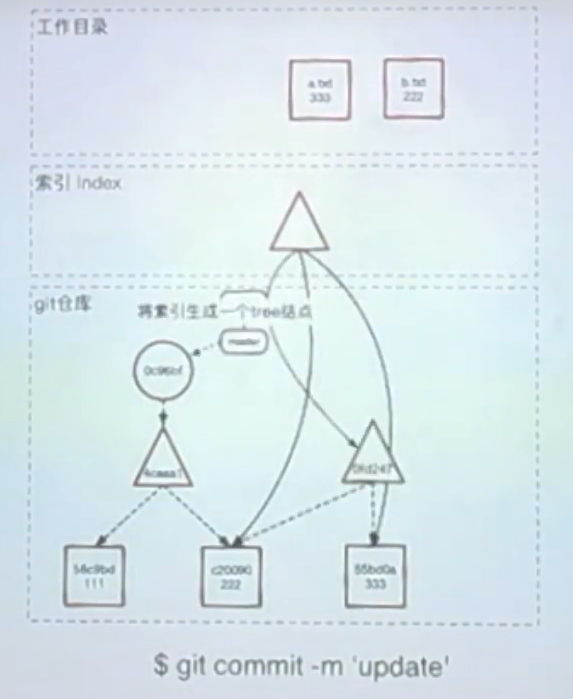 工作目录
a.txt
333
b.txt
222
索引 Index
git仓库
将索引生成一个tree结点
master
0c96bf
4caaa1
0fd247
58c9bd
111
c20090
222
55bd0a
333
$ git commit -m 'update'